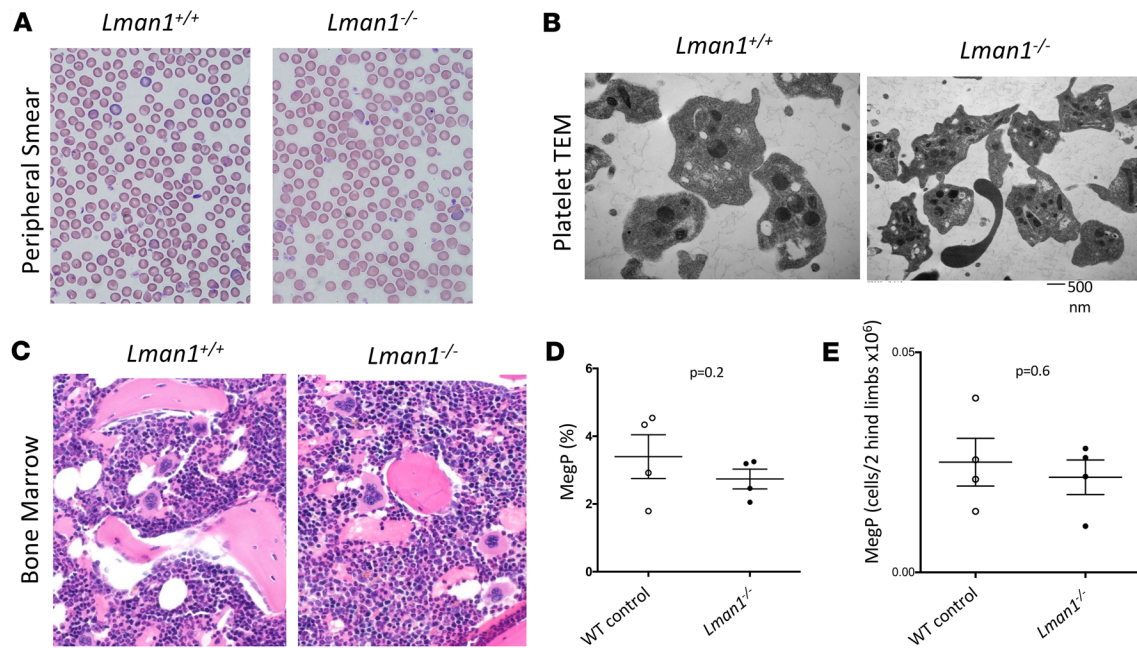 A
Lman1+/+
Lman1-/-
Peripheral Smear
B
Lman1+/+
Lman1-/-
Platelet TEM
500
nm
C
Lman1+/+
Lman1-/-
Bone Marrow
D
p=0.2
MegP (%)
6
4
2
0
WT control
Lman1-/-
E
p=0.6
MegP (cells/2 hind limbs x10⁶)
0.05
0.00
WT control
Lman1-/-